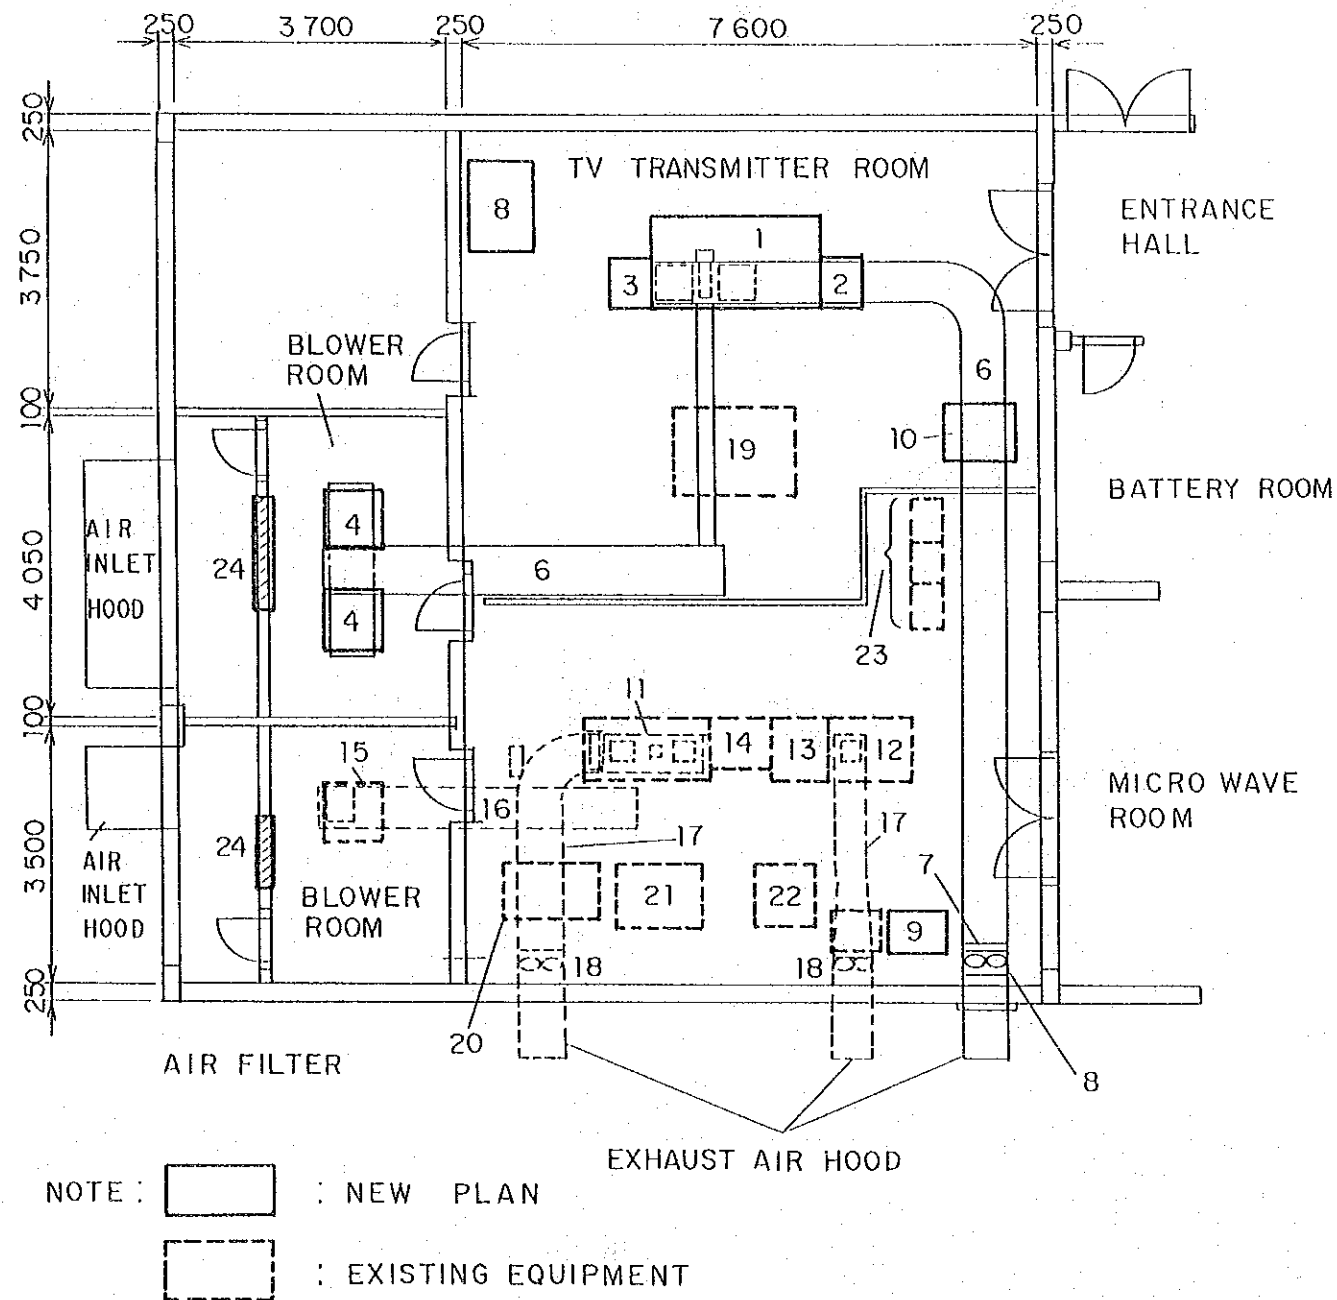 250
3 700
250
7 600
250
250
3 750
100
4 050
100
3 500
250
TV TRANSMITTER ROOM
8
1
3
2
ENTRANCE
HALL
BLOWER
ROOM
6
19
10
BATTERY ROOM
AIR
INLET
HOOD
24
4
4
6
23
11
14
13
12
15
16
17
17
MICRO WAVE
ROOM
24
AIR
INLET
HOOD
BLOWER
ROOM
21
22
7
9
18
18
20
8
AIR FILTER
EXHAUST AIR HOOD
NOTE : : NEW PLAN
: EXISTING EQUIPMENT